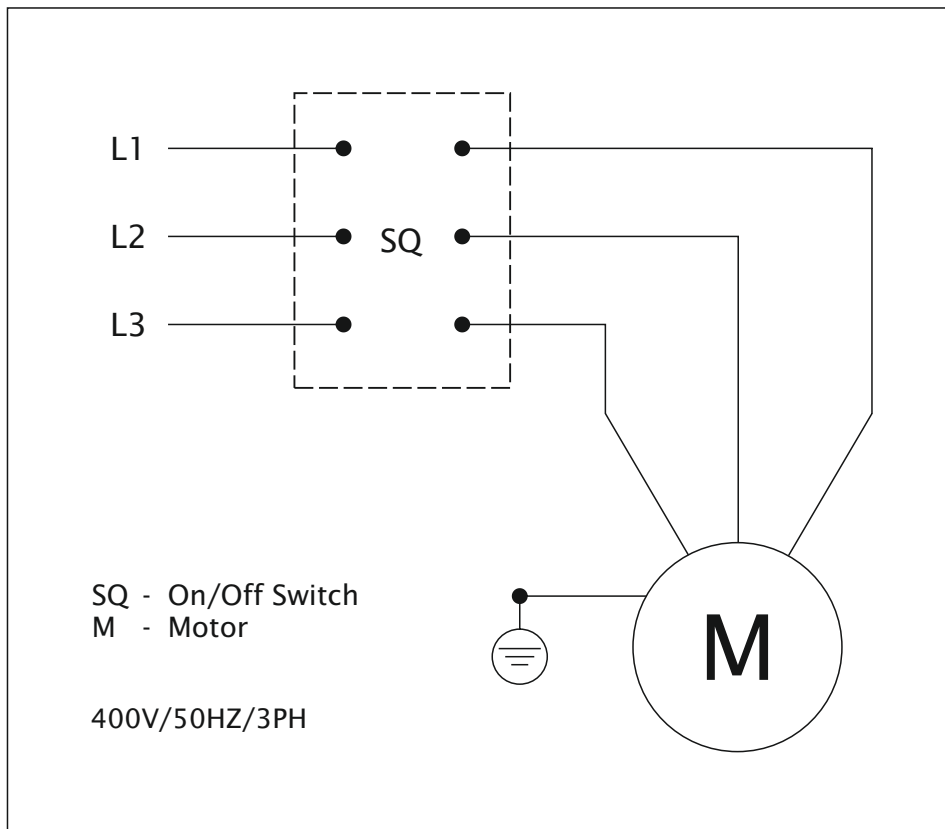 L1
L2
SQ
L3
SQ - On/Off Switch
M - Motor
M
400V/50HZ/3PH